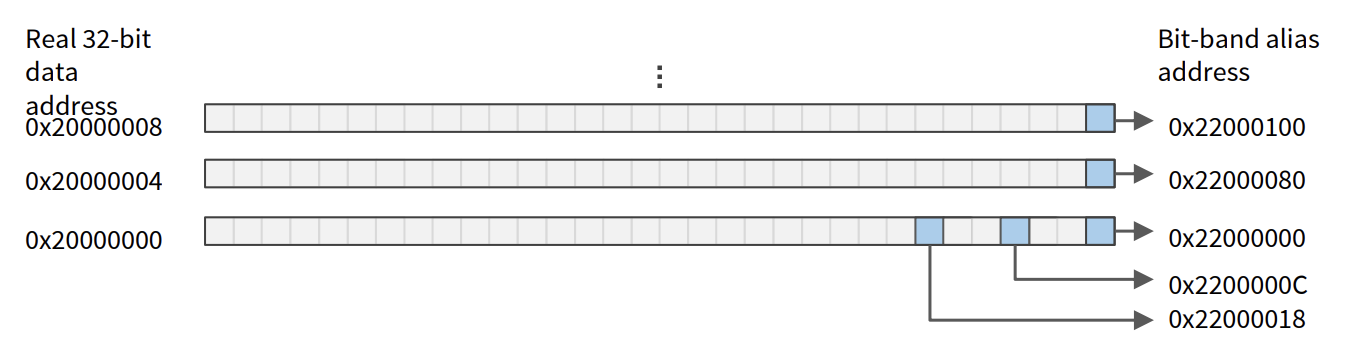 Real 32-bit
data
address
Bit-band alias
address
0x20000008
0x22000100
0x20000004
0x22000080
0x20000000
0x22000000
0x2200000C
0x22000018